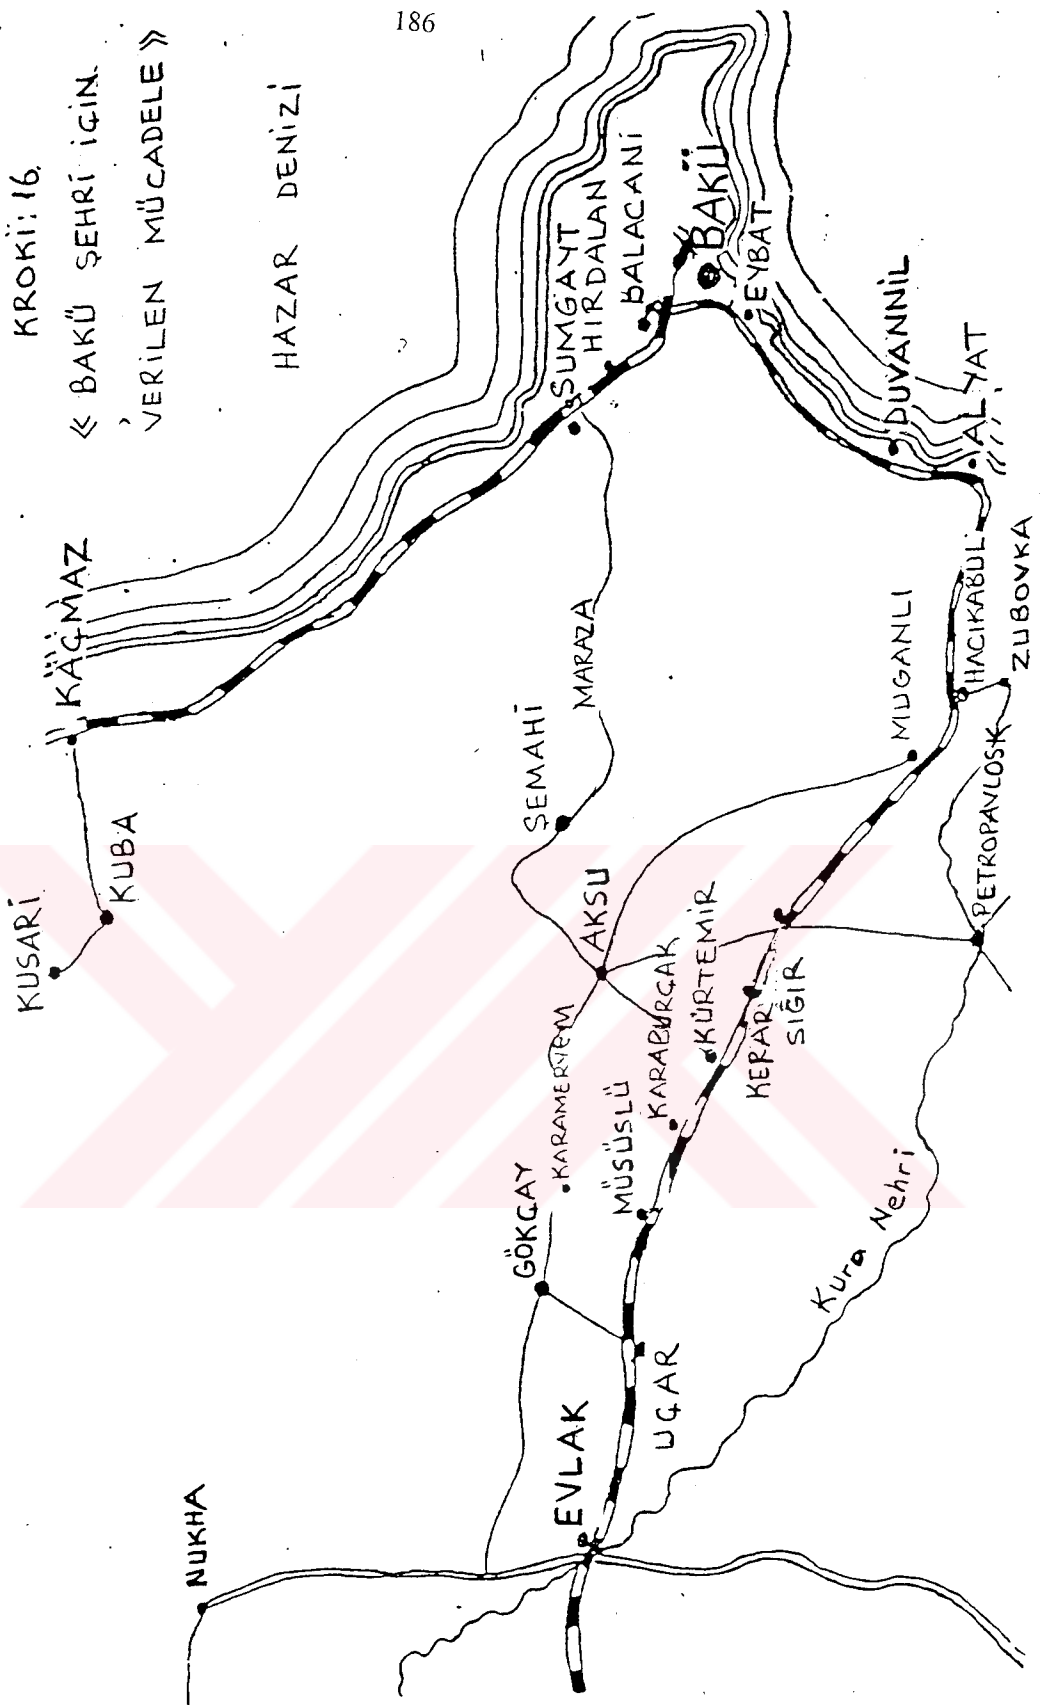 186
KROKİ: 16.
« BAKÜ ŞEHRİ İÇİN
VERİLEN MÜCADELE »
HAZAR DENİZİ
KUSARİ
KUBA
KAÇMAZ
NUKHA
SUMGAYT
HIRDALAN
BALACANİ
BAKÜ
EYBAT
DUVANNİL
ALYAT
ŞEMAHİ
MARAZA
AKSU
KARAMERYEM
GÖKÇAY
EVLAK
UÇAR
MÜSÜSLÜ
KARABURÇAK
KÜRTEMİR
KERAR
SIĞIR
MUGANLI
HACIKABUL
ZUBOVKA
PETROPAVLOSK
Kura Nehri